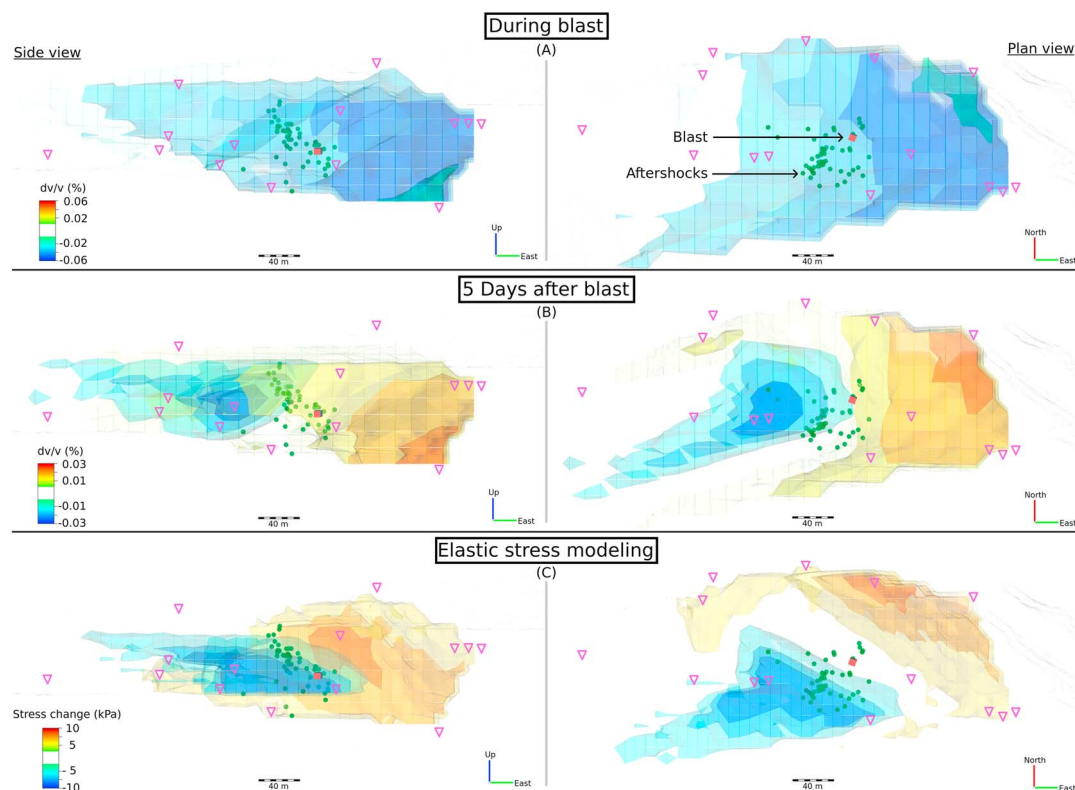 During blast
Side view
(A)
Plan view
Blast
Aftershocks
dv/v (%)
0.06
0.02
-0.02
-0.06
40 m
Up
East
40 m
North
East
5 Days after blast
(B)
dv/v (%)
0.03
0.01
-0.01
-0.03
40 m
Up
East
40 m
North
East
Elastic stress modeling
(C)
Stress change (kPa)
10
5
- 5
-10
40 m
Up
East
40 m
North
East